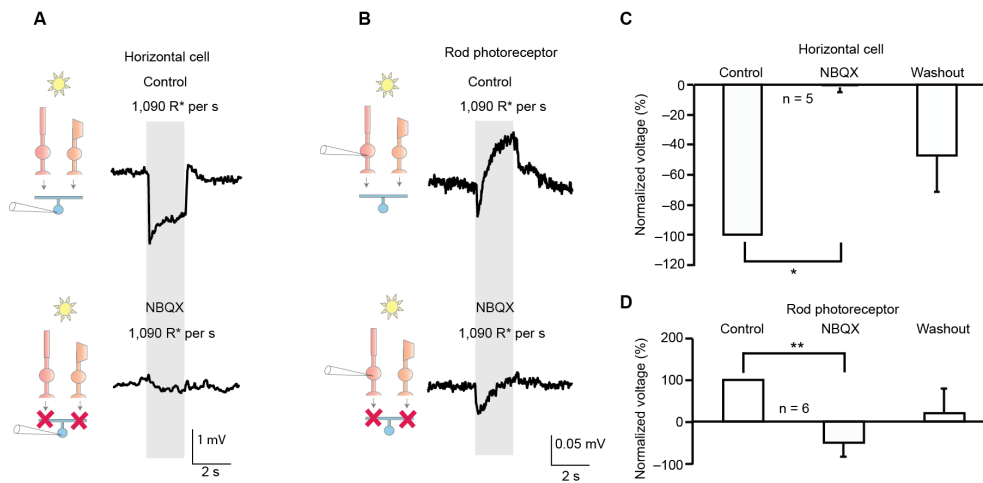 A
Horizontal cell
Control
1,090 R* per s
NBQX
1,090 R* per s
1 mV
2 s
B
Rod photoreceptor
Control
1,090 R* per s
NBQX
1,090 R* per s
0.05 mV
2 s
C
Horizontal cell
Control NBQX Washout
Normalized voltage (%)
0
–20
–40
–60
–80
–100
–120
n = 5
*
D
Rod photoreceptor
Control NBQX Washout
Normalized voltage (%)
200
100
0
–100
**
n = 6